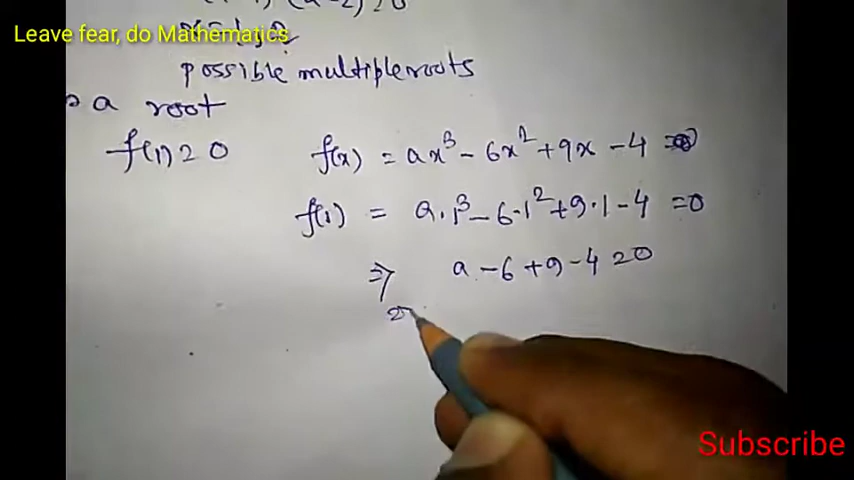 Leave fear, do Mathematics
possible multiple roots
a root
f(1) = 0
f(x) = ax³ - 6x² + 9x - 4 = 0
f(1) = a·1³ - 6·1² + 9·1 - 4 = 0
⇒ a - 6 + 9 - 4 = 0
Subscribe